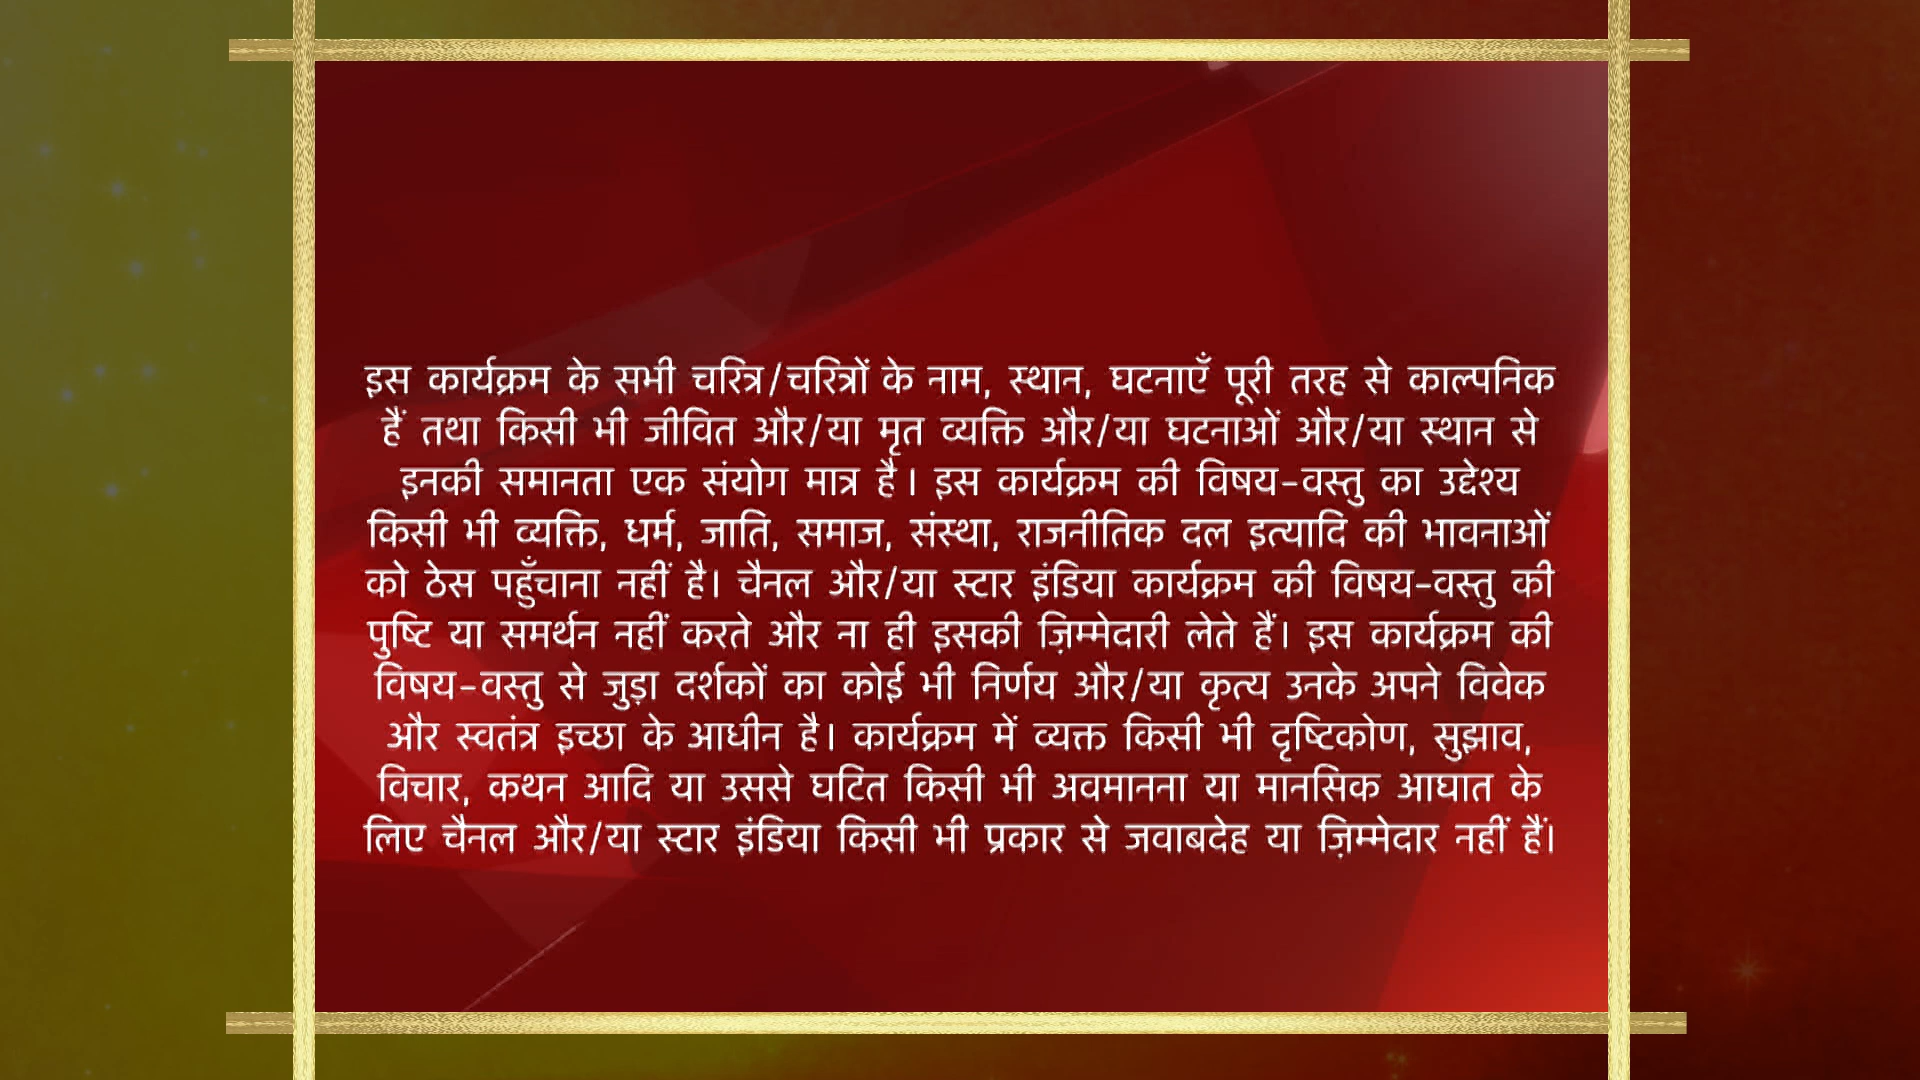 इस कार्यक्रम के सभी चरित्र/चरित्रों के नाम, स्थान, घटनाएँ पूरी तरह से काल्पनिक
हैं तथा किसी भी जीवित और/या मृत व्यक्ति और/या घटनाओं और/या स्थान से
इनकी समानता एक संयोग मात्र है। इस कार्यक्रम की विषय-वस्तु का उद्देश्य
किसी भी व्यक्ति, धर्म, जाति, समाज, संस्था, राजनीतिक दल इत्यादि की भावनाओं
को ठेस पहुँचाना नहीं है। चैनल और/या स्टार इंडिया कार्यक्रम की विषय-वस्तु की
पुष्टि या समर्थन नहीं करते और ना ही इसकी ज़िम्मेदारी लेते हैं। इस कार्यक्रम की
विषय-वस्तु से जुड़ा दर्शकों का कोई भी निर्णय और/या कृत्य उनके अपने विवेक
और स्वतंत्र इच्छा के आधीन है। कार्यक्रम में व्यक्त किसी भी दृष्टिकोण, सुझाव,
विचार, कथन आदि या उससे घटित किसी भी अवमानना या मानसिक आघात के
लिए चैनल और/या स्टार इंडिया किसी भी प्रकार से जवाबदेह या ज़िम्मेदार नहीं हैं।